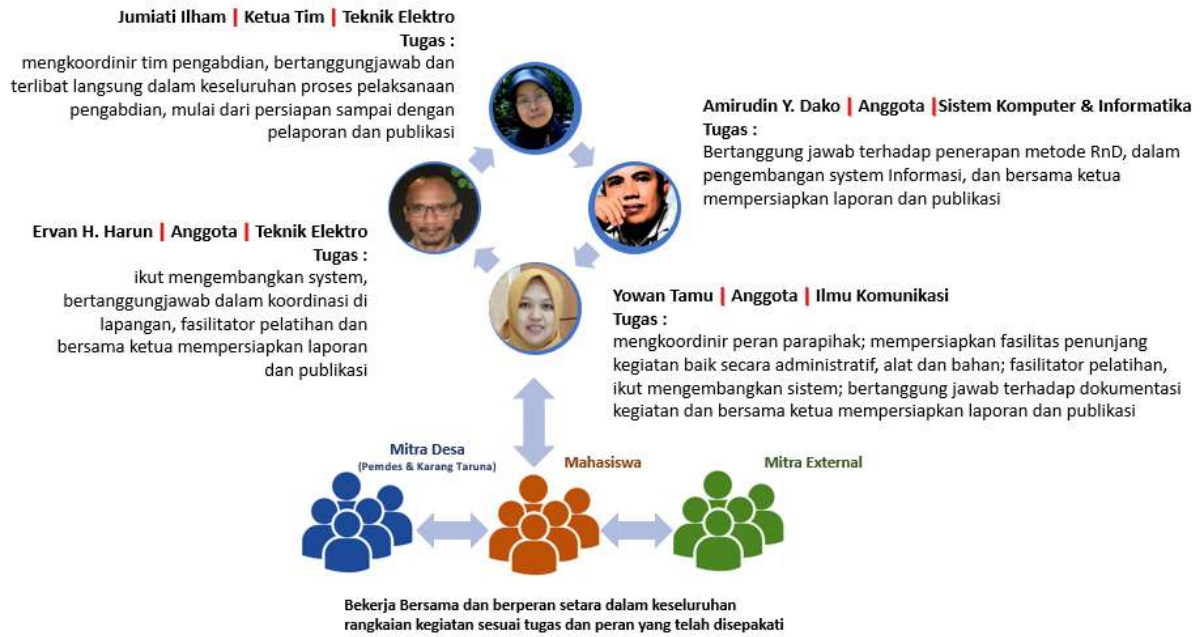 Jumiati Ilham | Ketua Tim | Teknik Elektro
Tugas :
mengkoordinir tim pengabdian, bertanggungjawab dan
terlibat langsung dalam keseluruhan proses pelaksanaan
pengabdian, mulai dari persiapan sampai dengan
pelaporan dan publikasi
Amirudin Y. Dako | Anggota |Sistem Komputer & Informatika
Tugas :
Bertanggung jawab terhadap penerapan metode RnD, dalam
pengembangan system Informasi, dan bersama ketua
mempersiapkan laporan dan publikasi
Ervan H. Harun | Anggota | Teknik Elektro
Tugas :
ikut mengembangkan system,
bertanggungjawab dalam koordinasi di
lapangan, fasilitator pelatihan dan
bersama ketua mempersiapkan laporan
dan publikasi
Yowan Tamu | Anggota | Ilmu Komunikasi
Tugas :
mengkoordinir peran parapihak; mempersiapkan fasilitas penunjang
kegiatan baik secara administratif, alat dan bahan; fasilitator pelatihan,
ikut mengembangkan sistem; bertanggung jawab terhadap dokumentasi
kegiatan dan bersama ketua mempersiapkan laporan dan publikasi
Mitra Desa
(Pemdes & Karang Taruna)
Mahasiswa
Mitra External
Bekerja Bersama dan berperan setara dalam keseluruhan
rangkaian kegiatan sesuai tugas dan peran yang telah disepakati